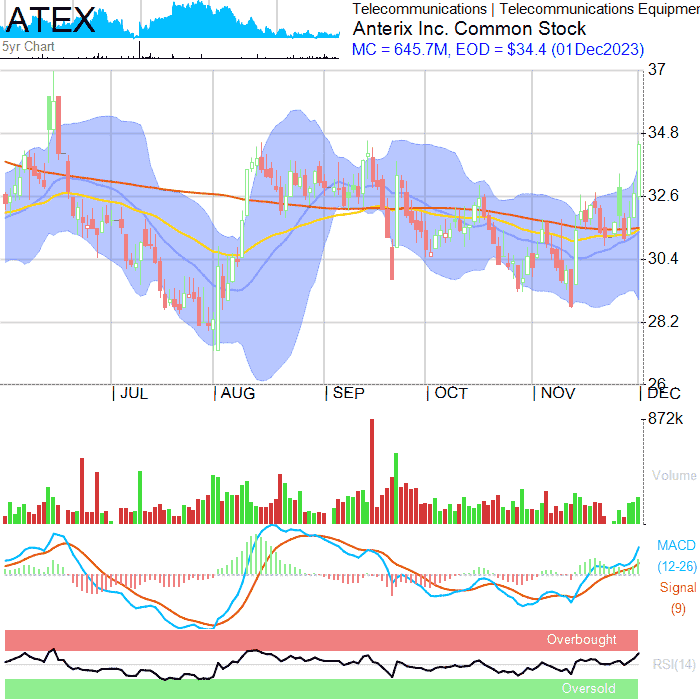 ATEX
5yr Chart
Telecommunications | Telecommunications Equipmen
Anterix Inc. Common Stock
MC = 645.7M, EOD = $34.4 (01Dec2023)
37
34.8
32.6
30.4
28.2
26
JUL AUG SEP OCT NOV DEC
872k
Volume
MACD
(12-26)
Signal
(9)
Overbought
RSI(14)
Oversold